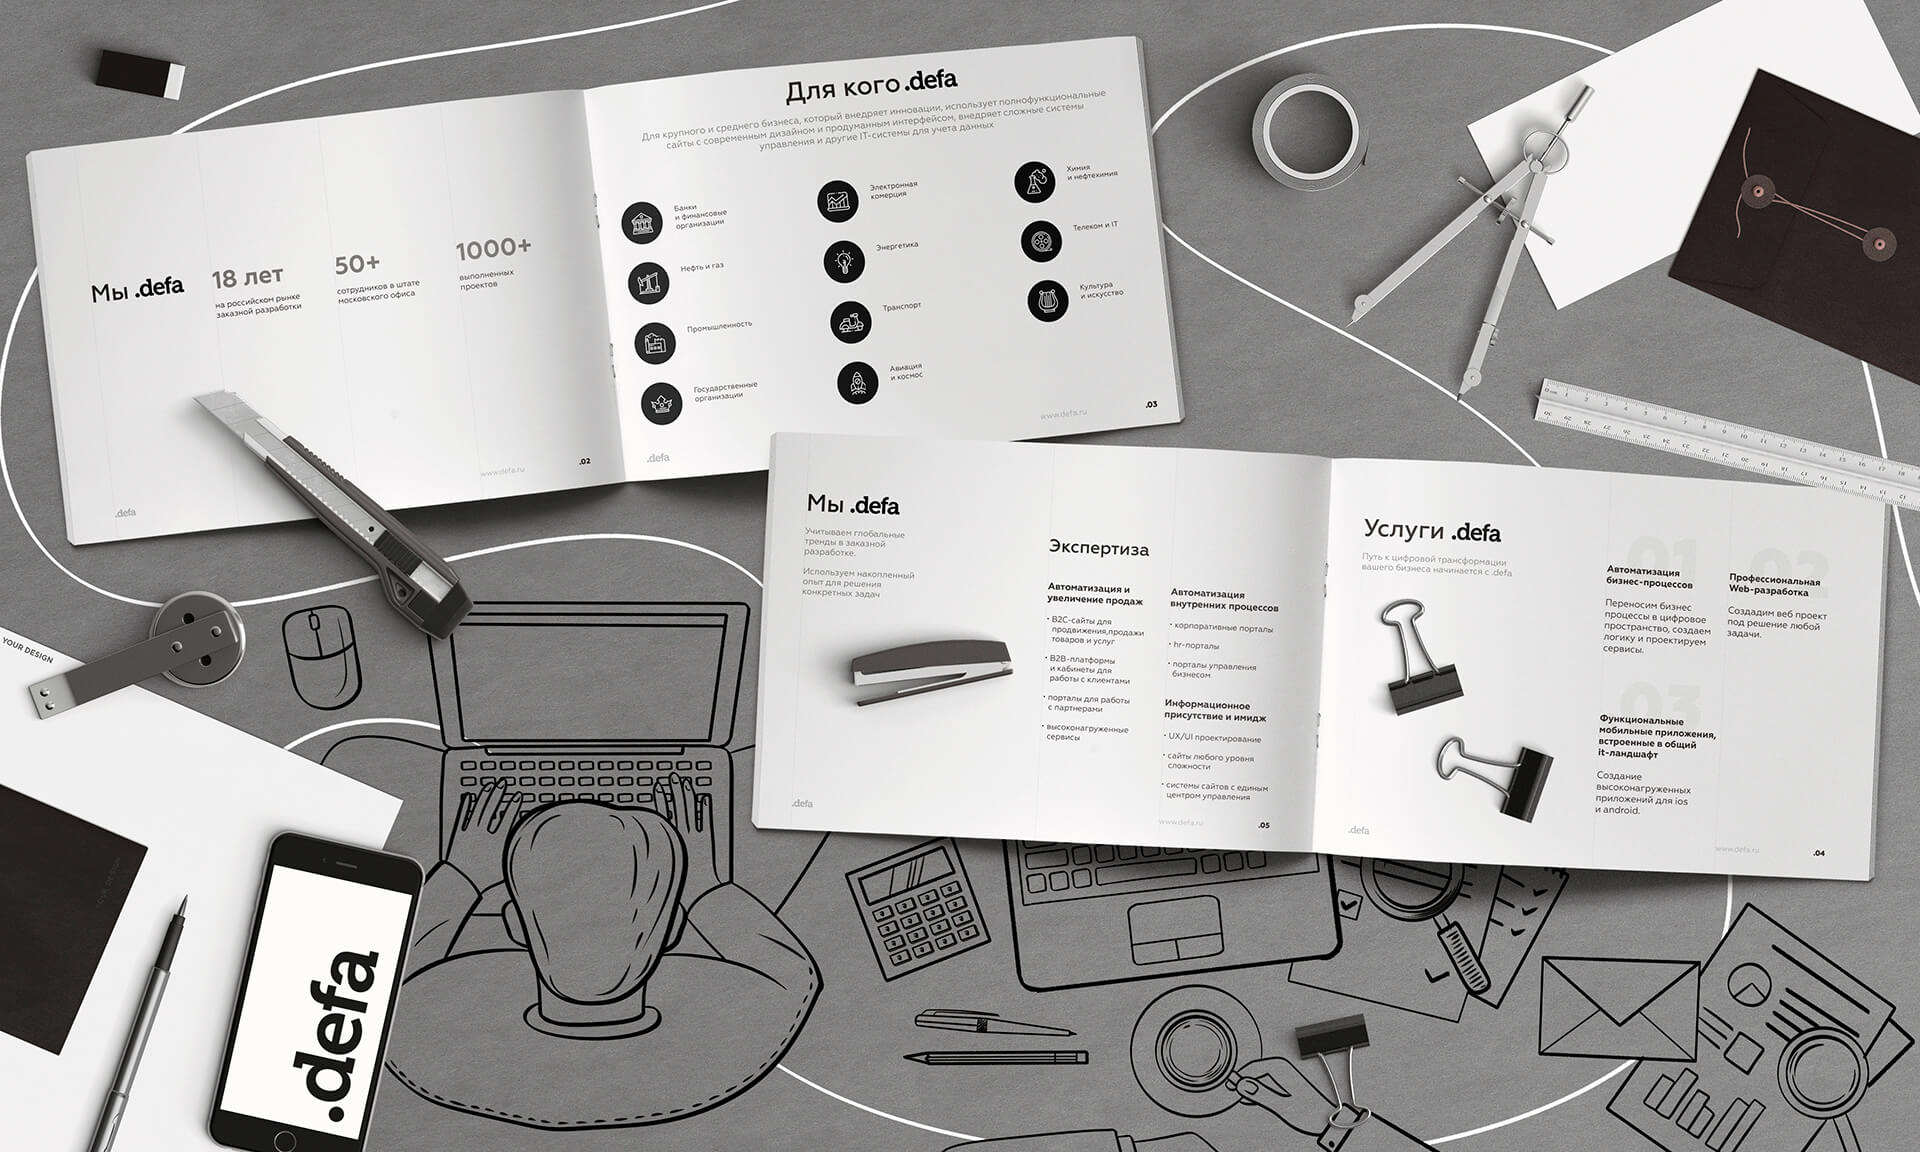 Мы .defa
18 лет
на российском рынке
заказной разработки
50+
сотрудников в штате
московского офиса
1000+
выполненных
проектов
.defa
www.defa.ru
.02
Для кого .defa
Для крупного и среднего бизнеса, который внедряет инновации, использует полнофункциональные
сайты с современным дизайном и продуманным интерфейсом, внедряет сложные системы
управления и другие IT-системы для учета данных
Банки
и финансовые
организации
Нефть и газ
Промышленность
Государственные
организации
Электронная
комерция
Энергетика
Транспорт
Авиация
и космос
Химия
и нефтехимия
Телеком и IT
Культура
и искусство
.defa
www.defa.ru
.03
Мы .defa
Учитываем глобальные
тренды в заказной
разработке.
Используем накопленный
опыт для решения
конкретных задач
Экспертиза
Автоматизация и
увеличение продаж
· B2C-сайты для
продвижения,продажи
товаров и услуг
· B2B-платформы
и кабинеты для
работы с клиентами
· порталы для работы
с партнерами
· высоконагруженные
сервисы
Автоматизация
внутренних процессов
· корпоративные порталы
· hr-порталы
· порталы управления
бизнесом
Информационное
присутствие и имидж
· UX/UI проектирование
· сайты любого уровня
сложности
· системы сайтов с единым
центром управления
.defa
www.defa.ru
.05
Услуги .defa
Путь к цифровой трансформации
вашего бизнеса начинается с .defa
01
Автоматизация
бизнес-процессов
Переносим бизнес
процессы в цифровое
пространство, создаем
логику и проектируем
сервисы.
02
Профессиональная
Web-разработка
Создадим веб проект
под решение любой
задачи.
03
Функциональные
мобильные приложения,
встроенные в общий
it-ландшафт
Создание
высоконагруженных
приложений для ios
и android.
.defa
www.defa.ru
.04
YOUR DESIGN
YOUR DESIGN
.defa